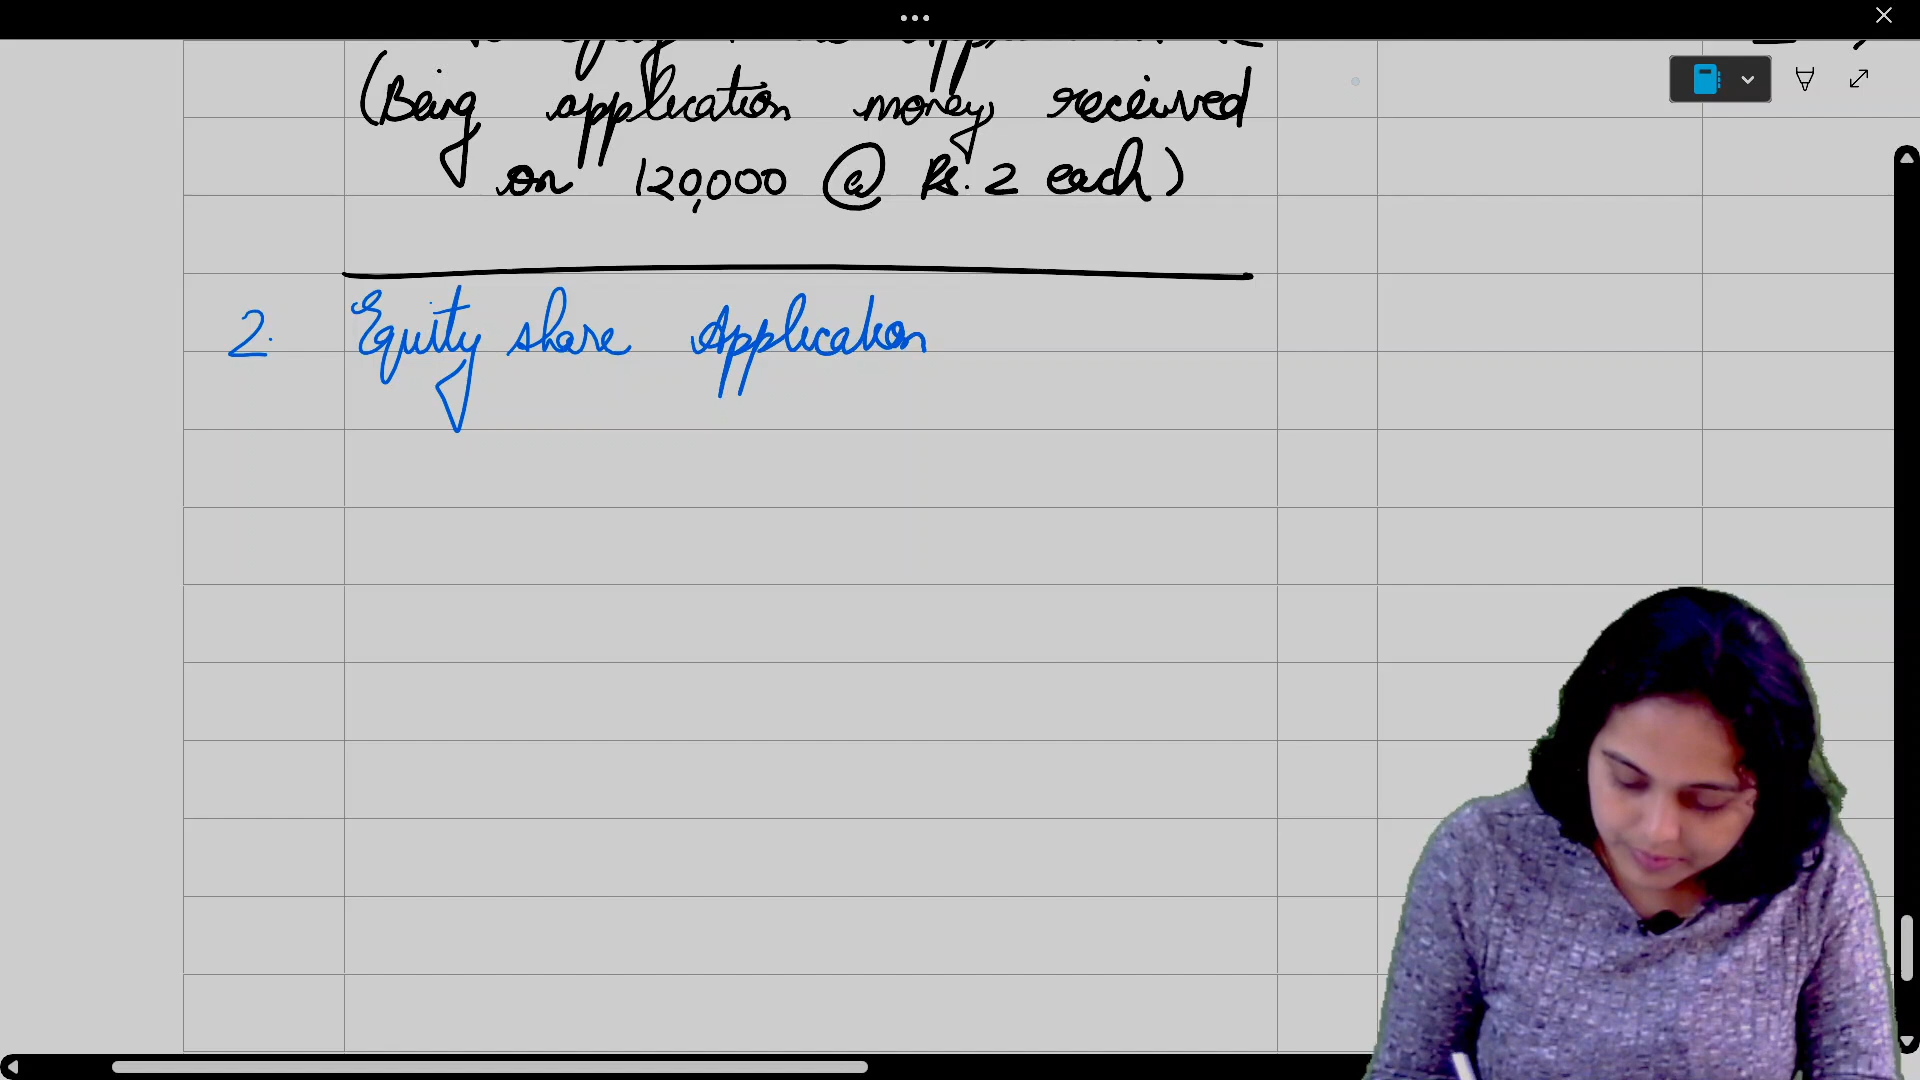 (Being application money received
on 120,000 @ Rs. 2 each)
2. Equity share Application